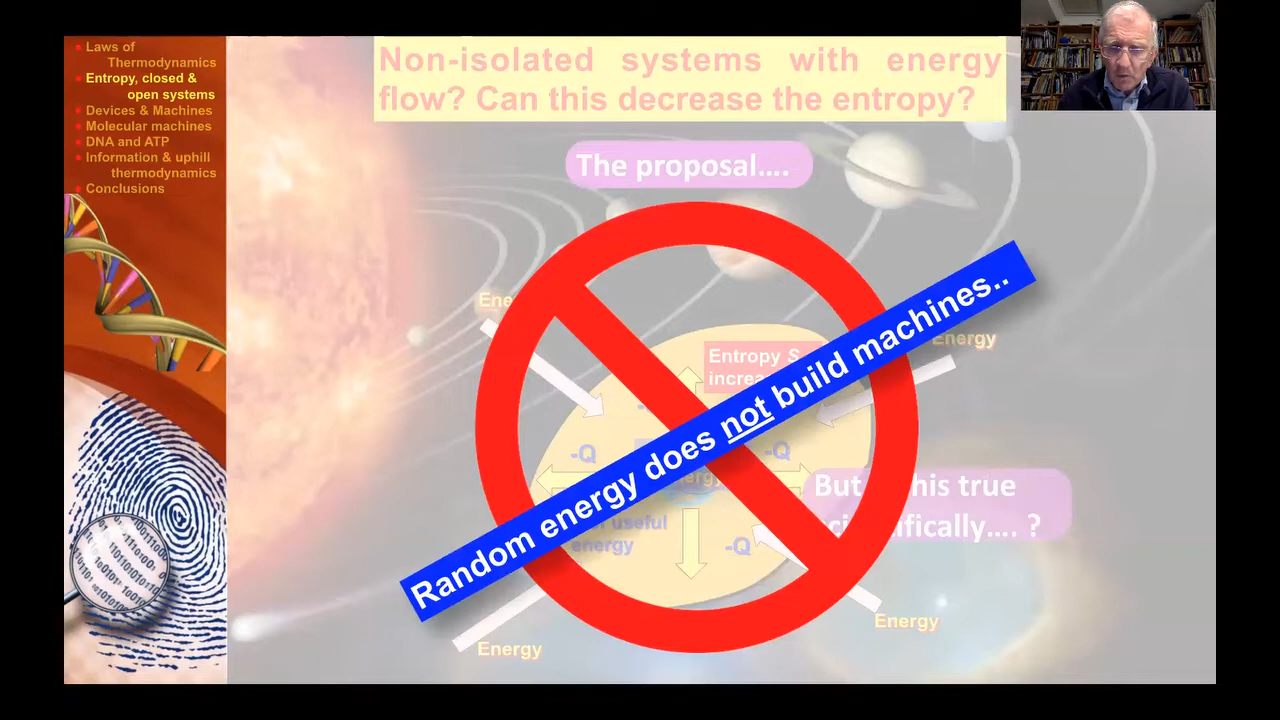 Laws of
Thermodynamics
Entropy, closed &
open systems
Devices & Machines
Molecular machines
DNA and ATP
Information & uphill
thermodynamics
Conclusions
Non-isolated systems with energy
flow? Can this decrease the entropy?
The proposal....
Energy
Entropy S
-Q
-Q
Random energy does not build machines..
But his true
....?
useful
energy
-Q
Energy
Energy